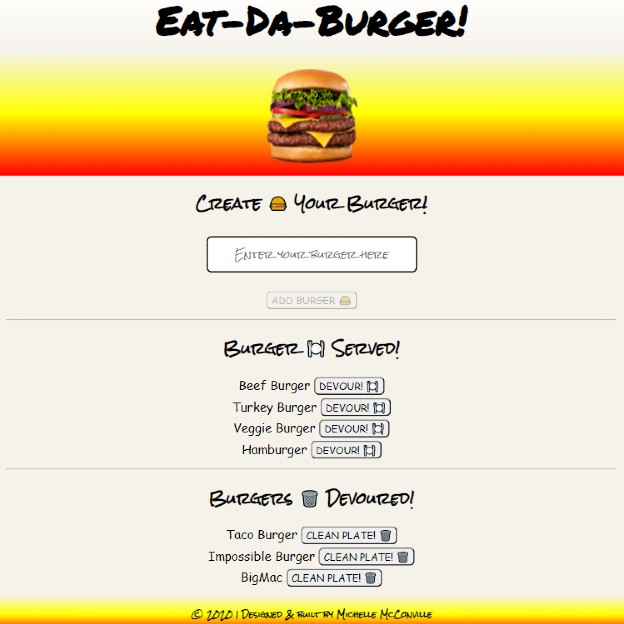 Eat-Da-Burger!
Create 🍔 Your Burger!
Enter your burger here
ADD BURGER 🍔
Burger 🍽 Served!
Beef Burger DEVOUR! 🍽
Turkey Burger DEVOUR! 🍽
Veggie Burger DEVOUR! 🍽
Hamburger DEVOUR! 🍽
Burgers 🗑 Devoured!
Taco Burger CLEAN PLATE! 🗑
Impossible Burger CLEAN PLATE! 🗑
BigMac CLEAN PLATE! 🗑
© 2020 | Designed & built by Michelle McConville